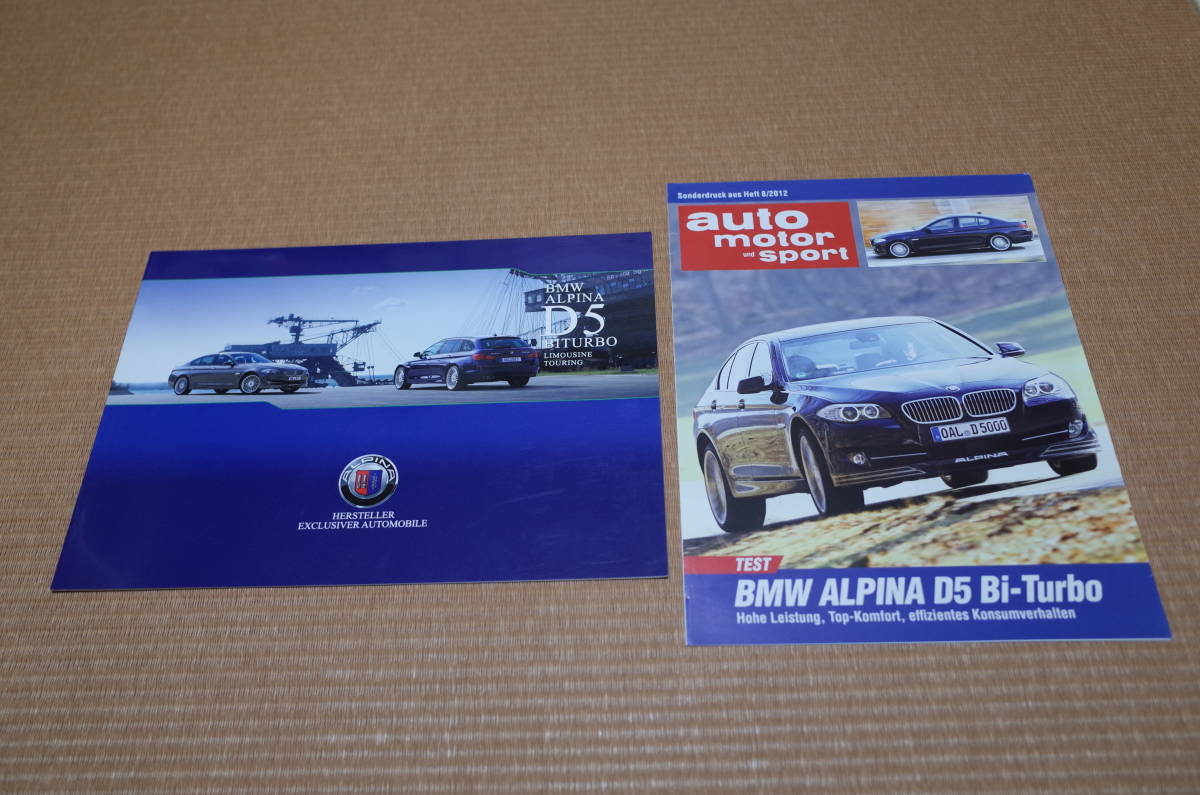 BMW
ALPINA
D5
BITURBO
LIMOUSINE
TOURING
ALPINA
HERSTELLER
EXCLUSIVER AUTOMOBILE
Sonderdruck aus Heft 8/2012
auto
motor
und sport
OAL D 5000
ALPINA
TEST
BMW ALPINA D5 Bi-Turbo
Hohe Leistung, Top-Komfort, effizientes Konsumverhalten